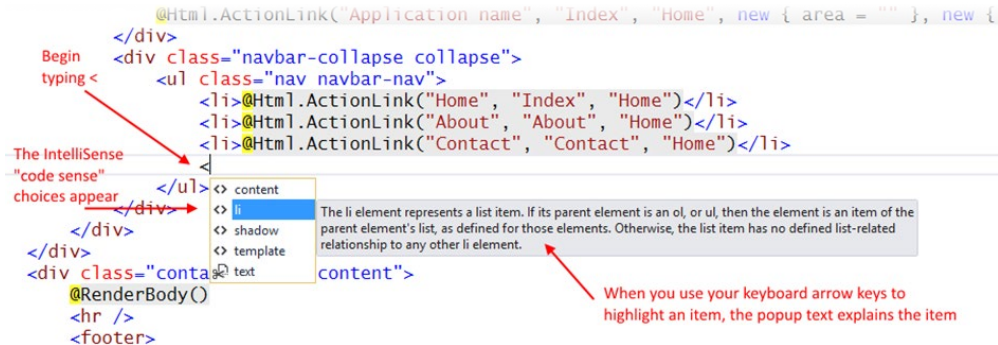 @Html.ActionLink("Application name", "Index", "Home", new { area = "" }, new {
</div>
Begin
typing <
<div class="navbar-collapse collapse">
<ul class="nav navbar-nav">
<li>@Html.ActionLink("Home", "Index", "Home")</li>
<li>@Html.ActionLink("About", "About", "Home")</li>
<li>@Html.ActionLink("Contact", "Contact", "Home")</li>
<
The IntelliSense
"code sense"
choices appear
</ul>
</div>
<> content
<> li
<> shadow
<> template
text
The li element represents a list item. If its parent element is an ol, or ul, then the element is an item of the
parent element's list, as defined for those elements. Otherwise, the list item has no defined list-related
relationship to any other li element.
</div>
</div>
<div class="conta content">
@RenderBody()
<hr />
<footer>
When you use your keyboard arrow keys to
highlight an item, the popup text explains the item